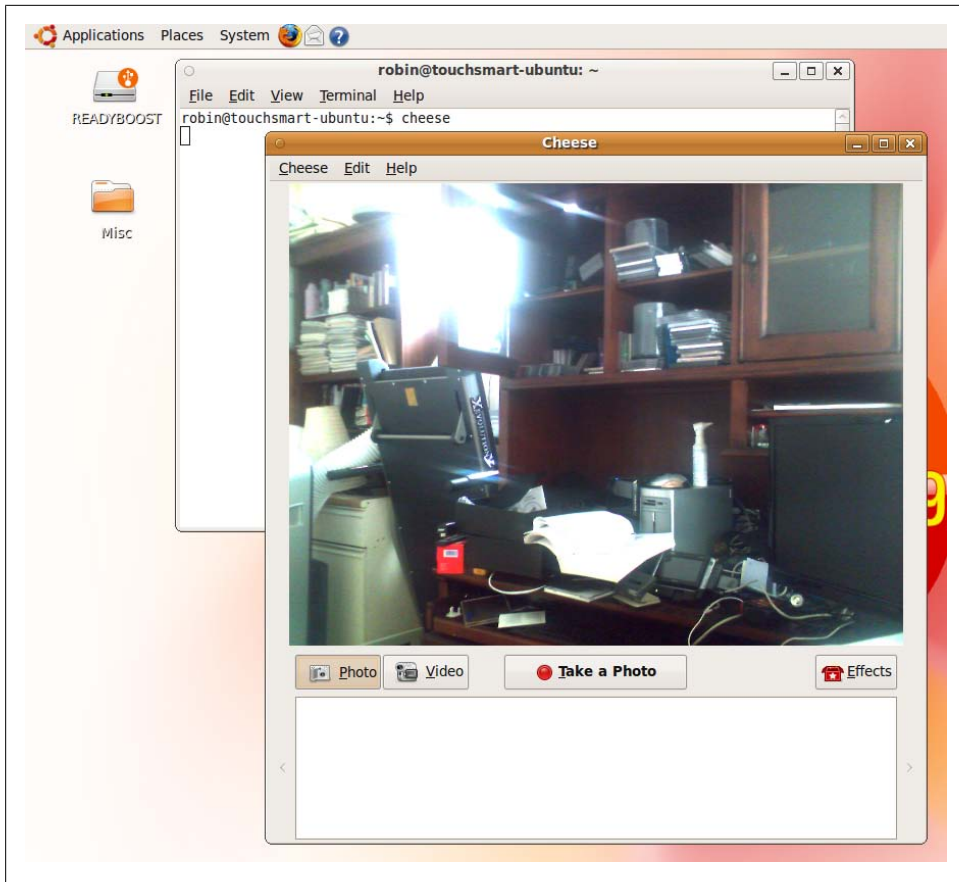 Applications Places System
READYBOOST
Misc
robin@touchsmart-ubuntu: ~
File Edit View Terminal Help
robin@touchsmart-ubuntu:~$ cheese
Cheese
Cheese Edit Help
Photo
Video
Take a Photo
Effects
g